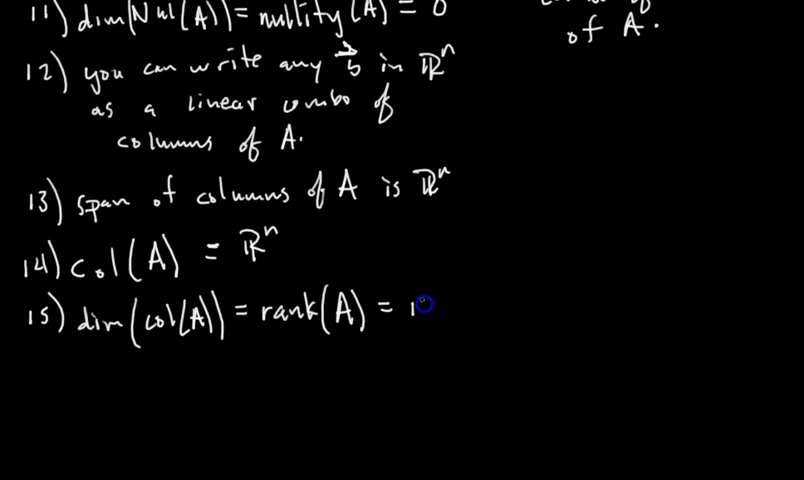 11) dim(Nul(A)) = nullity(A) = 0
of A.
12) you can write any b⃗ in ℝⁿ
as a linear combo of
columns of A.
13) span of columns of A is ℝⁿ
14) col(A) = ℝⁿ
15) dim(col(A)) = rank(A) =